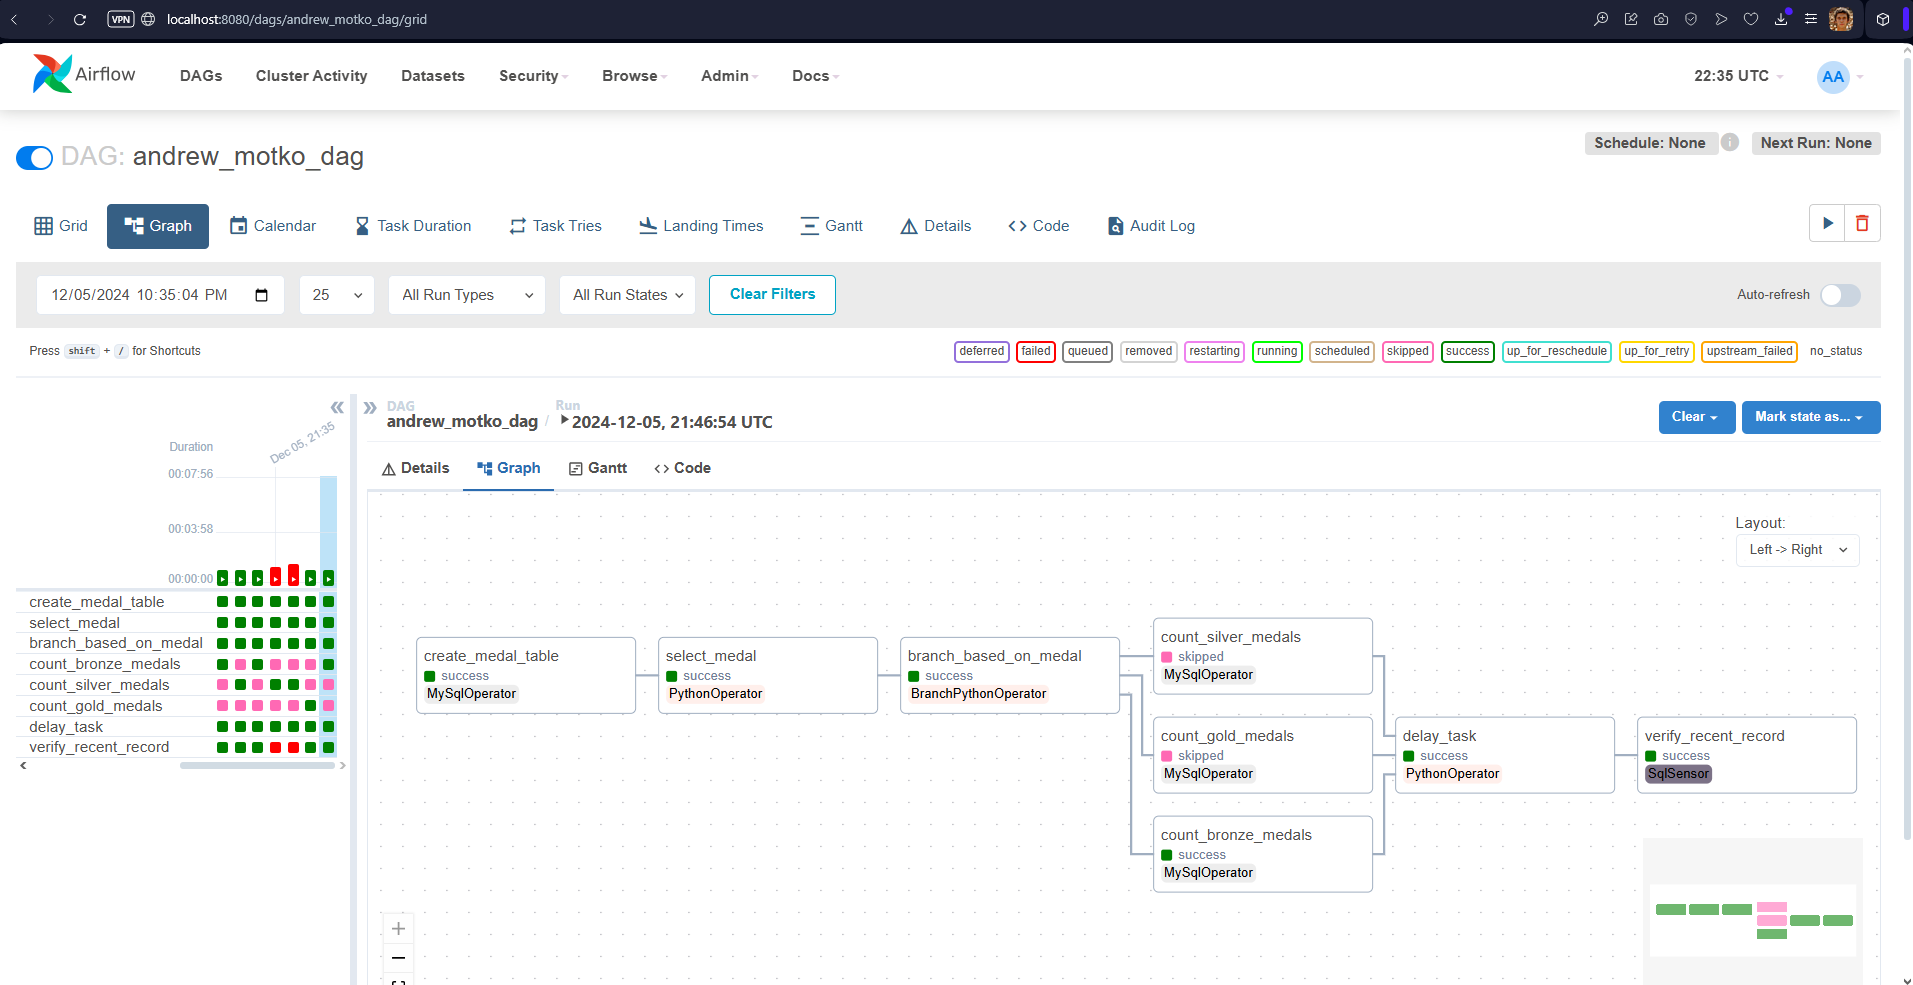 VPN
localhost:8080/dags/andrew_motko_dag/grid
Airflow DAGs Cluster Activity Datasets Security Browse Admin Docs 22:35 UTC AA
DAG: andrew_motko_dag
Schedule: None i Next Run: None
Grid Graph Calendar Task Duration Task Tries Landing Times Gantt Details Code Audit Log
12/05/2024 10:35:04 PM 25 All Run Types All Run States Clear Filters Auto-refresh
Press shift + / for Shortcuts
deferred failed queued removed restarting running scheduled skipped success up_for_reschedule up_for_retry upstream_failed no_status
DAG
andrew_motko_dag /
Run
2024-12-05, 21:46:54 UTC
Clear Mark state as...
Details Graph Gantt Code
Duration
Dec 05, 21:35
00:07:56
00:03:58
00:00:00
create_medal_table
select_medal
branch_based_on_medal
count_bronze_medals
count_silver_medals
count_gold_medals
delay_task
verify_recent_record
Layout:
Left -> Right
create_medal_table
success
MySqlOperator
select_medal
success
PythonOperator
branch_based_on_medal
success
BranchPythonOperator
count_silver_medals
skipped
MySqlOperator
count_gold_medals
skipped
MySqlOperator
count_bronze_medals
success
MySqlOperator
delay_task
success
PythonOperator
verify_recent_record
success
SqlSensor